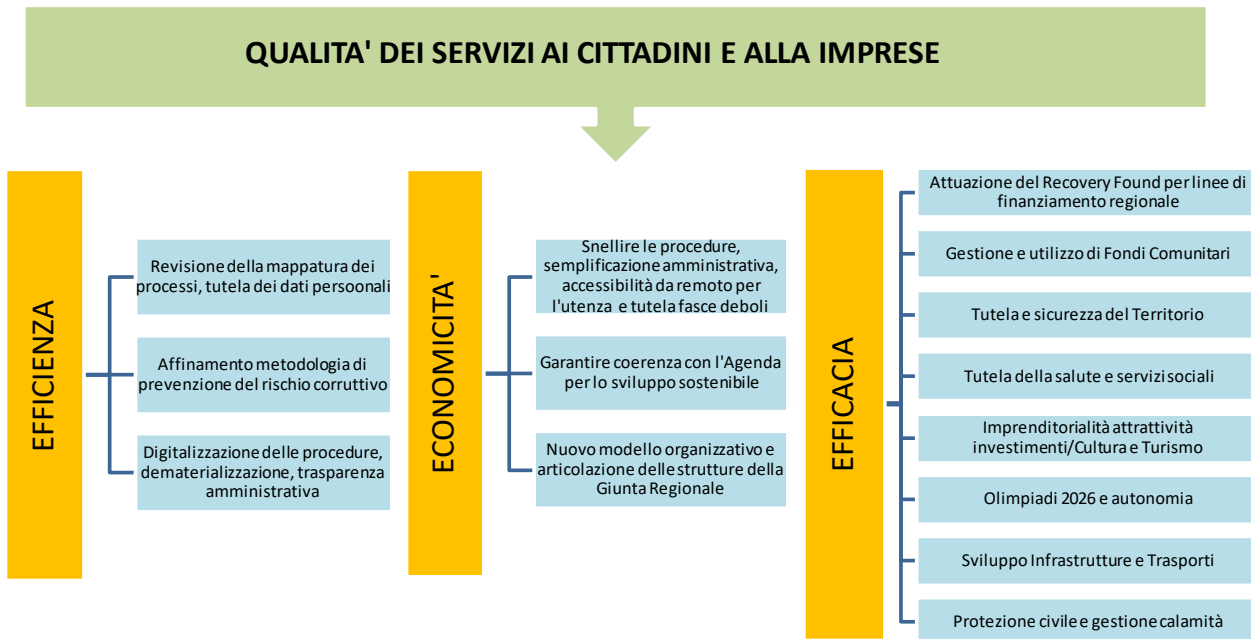 QUALITA' DEI SERVIZI AI CITTADINI E ALLA IMPRESE
EFFICIENZA
Revisione della mappatura dei
processi, tutela dei dati persoonali
Affinamento metodologia di
prevenzione del rischio corruttivo
Digitalizzazione delle procedure,
dematerializzazione, trasparenza
amministrativa
ECONOMICITA'
Snellire le procedure,
semplificazione amministrativa,
accessibilità da remoto per
l'utenza e tutela fasce deboli
Garantire coerenza con l'Agenda
per lo sviluppo sostenibile
Nuovo modello organizzativo e
articolazione delle strutture della
Giunta Regionale
EFFICACIA
Attuazione del Recovery Found per linee di
finanziamento regionale
Gestione e utilizzo di Fondi Comunitari
Tutela e sicurezza del Territorio
Tutela della salute e servizi sociali
Imprenditorialità attrattività
investimenti/Cultura e Turismo
Olimpiadi 2026 e autonomia
Sviluppo Infrastrutture e Trasporti
Protezione civile e gestione calamità